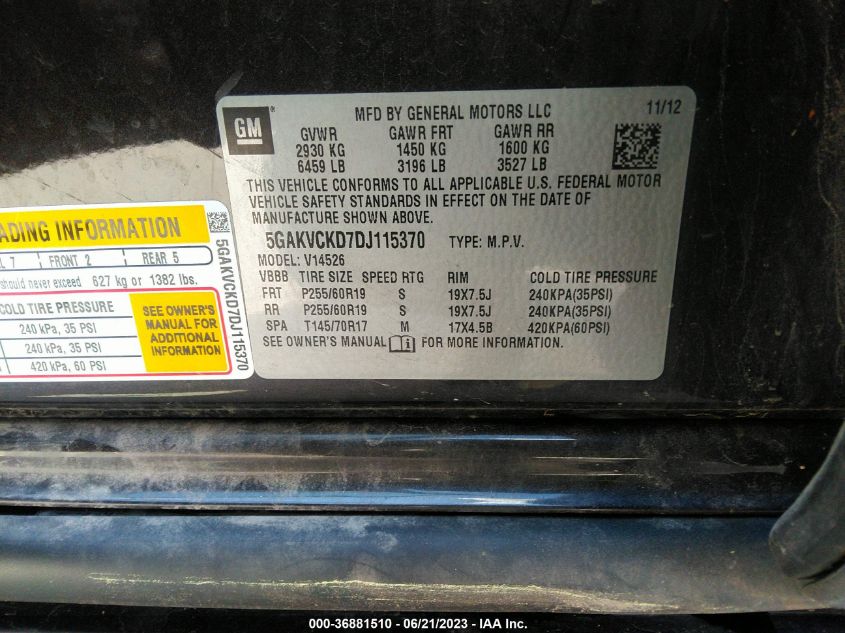 GM
MFD BY GENERAL MOTORS LLC 11/12
GVWR GAWR FRT GAWR RR
2930 KG 1450 KG 1600 KG
6459 LB 3196 LB 3527 LB
THIS VEHICLE CONFORMS TO ALL APPLICABLE U.S. FEDERAL MOTOR
VEHICLE SAFETY STANDARDS IN EFFECT ON THE DATE OF
MANUFACTURE SHOWN ABOVE.
5GAKVCKD7DJ115370 TYPE: M.P.V.
MODEL: V14526
VBBB TIRE SIZE SPEED RTG RIM COLD TIRE PRESSURE
FRT P255/60R19 S 19X7.5J 240KPA(35PSI)
RR P255/60R19 S 19X7.5J 240KPA(35PSI)
SPA T145/70R17 M 17X4.5B 420KPA(60PSI)
SEE OWNER'S MANUAL FOR MORE INFORMATION.
ADING INFORMATION
7 FRONT 2 REAR 5
should never exceed 627 kg or 1382 lbs.
COLD TIRE PRESSURE
240 kPa, 35 PSI
240 kPa, 35 PSI
420 kPa, 60 PSI
SEE OWNER'S
MANUAL FOR
ADDITIONAL
INFORMATION
5GAKVCKD7DJ115370
000-36881510 - 06/21/2023 - © IAA Inc.